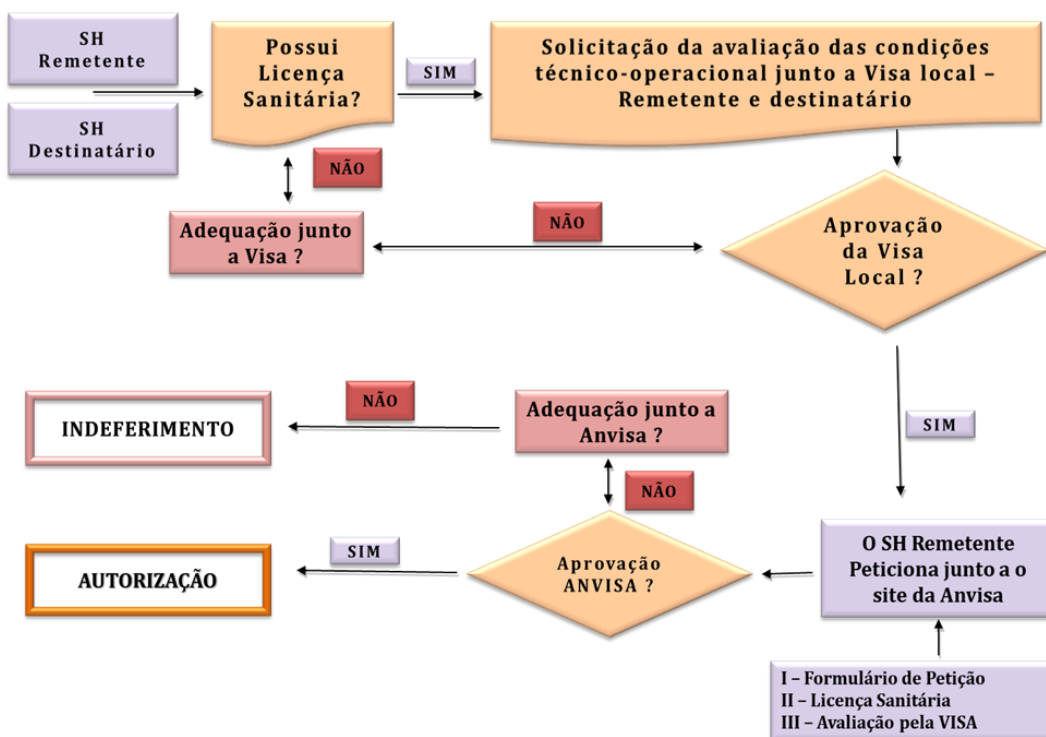 SH
Remetente
SH
Destinatário
Possui
Licença
Sanitária?
SIM
Solicitação da avaliação das condições
técnico-operacional junto a Visa local –
Remetente e destinatário
NÃO
Adequação junto
a Visa ?
NÃO
Aprovação
da Visa
Local ?
SIM
INDEFERIMENTO
NÃO
Adequação junto a
Anvisa ?
NÃO
AUTORIZAÇÃO
SIM
Aprovação
ANVISA ?
O SH Remetente
Peticiona junto a o
site da Anvisa
I – Formulário de Petição
II – Licença Sanitária
III – Avaliação pela VISA